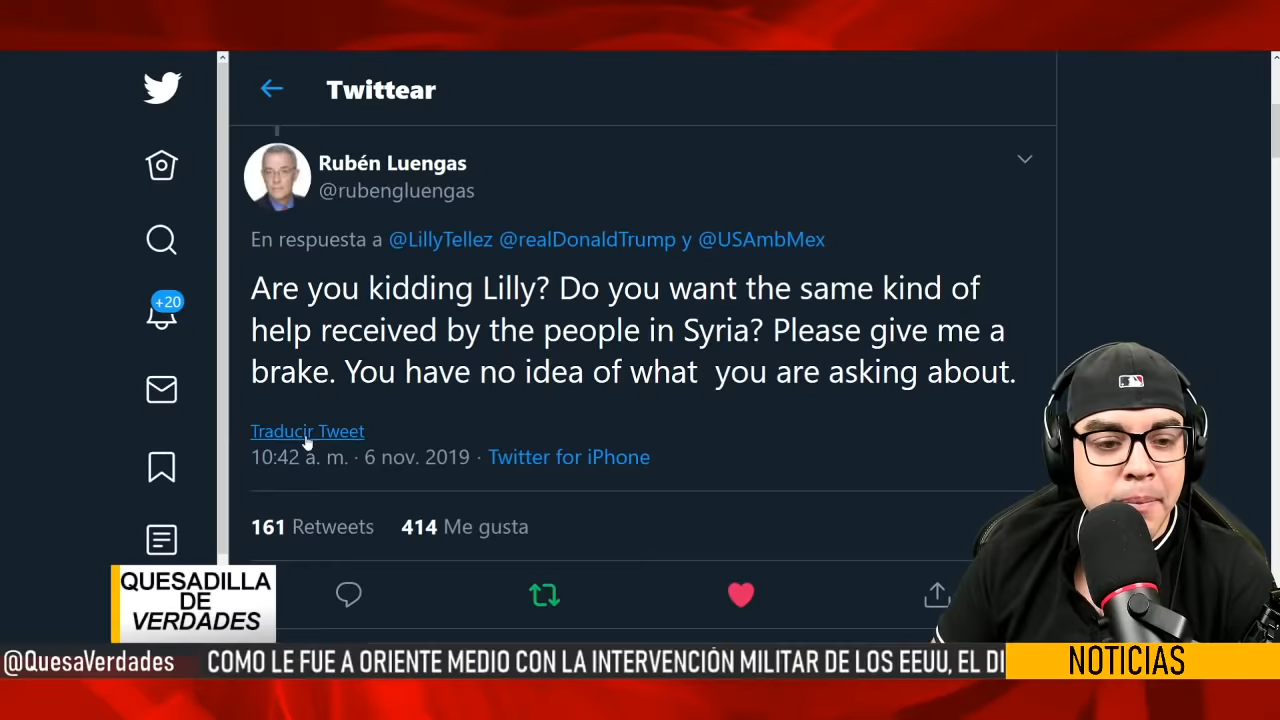 Twittear
Rubén Luengas
@rubengluengas
En respuesta a @LillyTellez @realDonaldTrump y @USAmbMex
Are you kidding Lilly? Do you want the same kind of
help received by the people in Syria? Please give me a
brake. You have no idea of what you are asking about.
+20
Traducir Tweet
10:42 a. m. · 6 nov. 2019 · Twitter for iPhone
161 Retweets 414 Me gusta
QUESADILLA
DE
VERDADES
@QuesaVerdades COMO LE FUE A ORIENTE MEDIO CON LA INTERVENCIÓN MILITAR DE LOS EEUU, EL DI
NOTICIAS